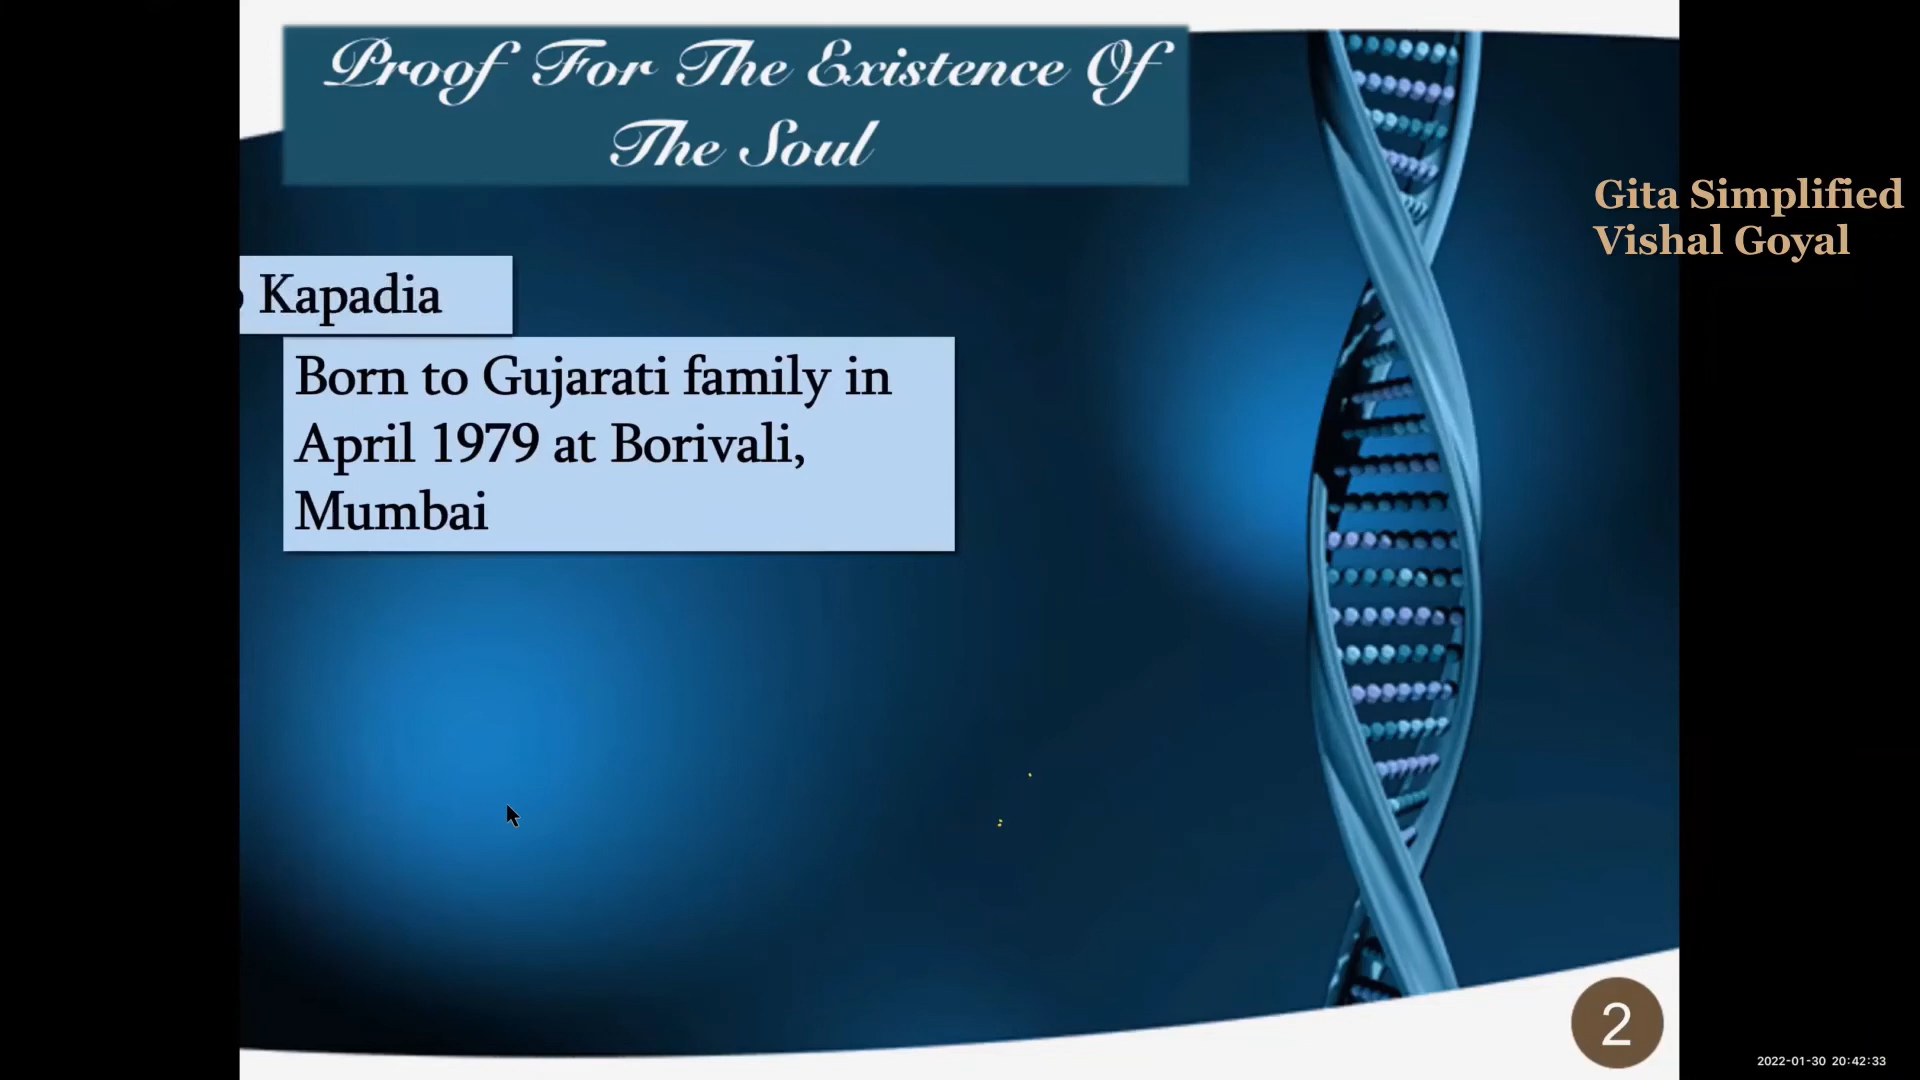 Proof For The Existence Of
The Soul
Gita Simplified
Vishal Goyal
Kapadia
Born to Gujarati family in
April 1979 at Borivali,
Mumbai
2
2022-01-30 20:42:33